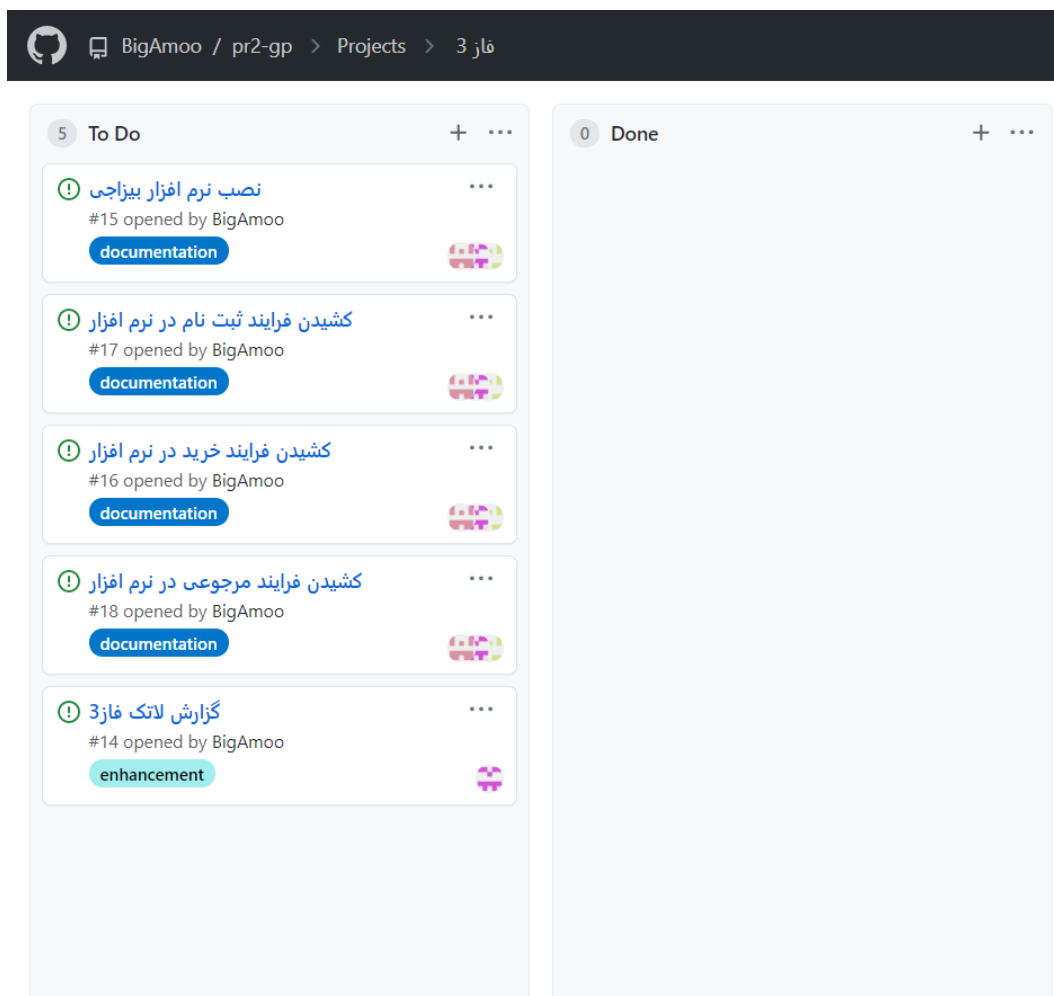 BigAmoo / pr2-gp > Projects > فاز 3
5 To Do
نصب نرم افزار بیزاجی
#15 opened by BigAmoo
documentation
کشیدن فرایند ثبت نام در نرم افزار
#17 opened by BigAmoo
documentation
کشیدن فرایند خرید در نرم افزار
#16 opened by BigAmoo
documentation
کشیدن فرایند مرجوعی در نرم افزار
#18 opened by BigAmoo
documentation
گزارش لاتک فاز3
#14 opened by BigAmoo
enhancement
0 Done